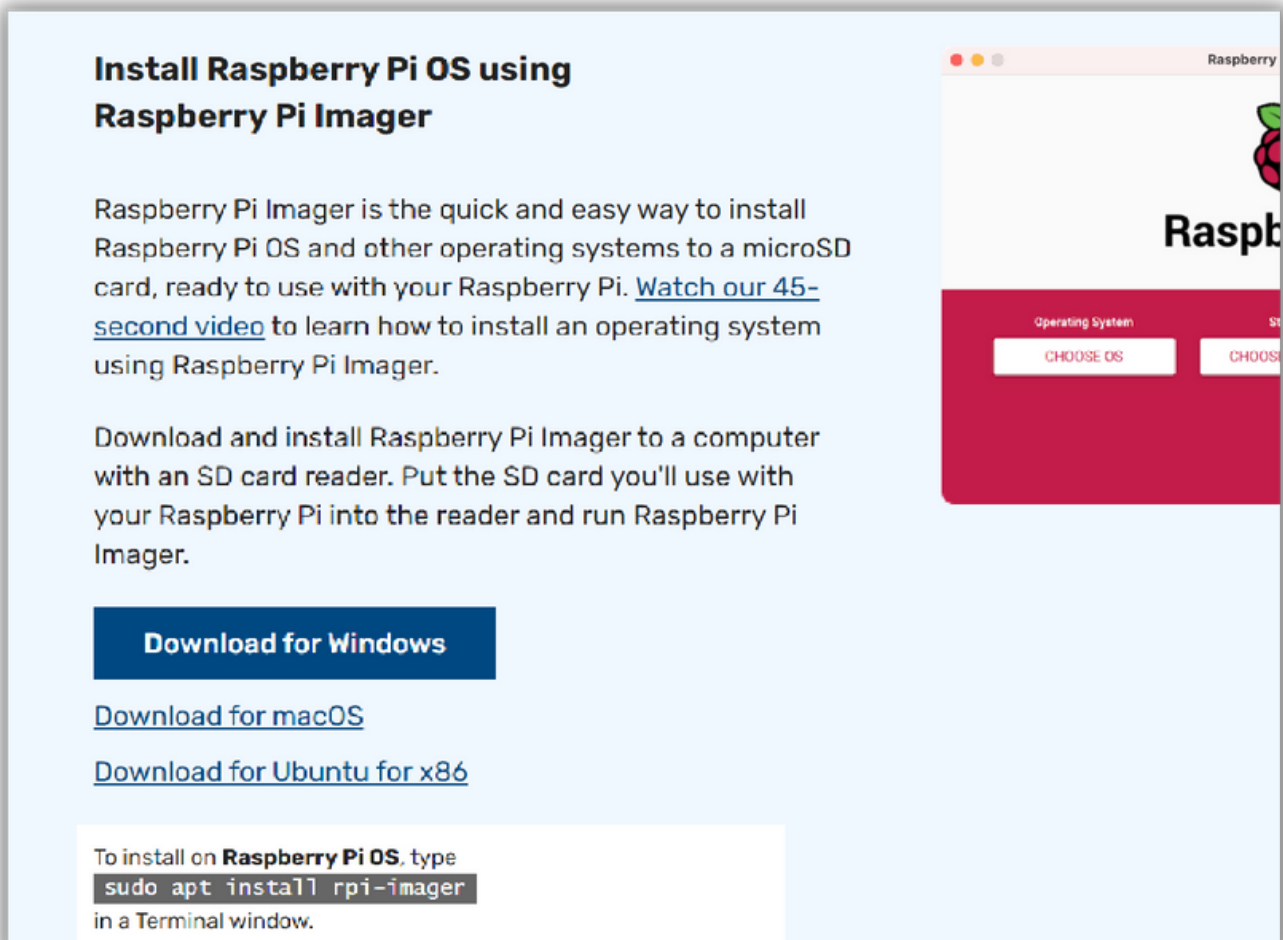 Install Raspberry Pi OS using
Raspberry Pi Imager
Raspberry Pi Imager is the quick and easy way to install
Raspberry Pi OS and other operating systems to a microSD
card, ready to use with your Raspberry Pi. Watch our 45-
second video to learn how to install an operating system
using Raspberry Pi Imager.
Download and install Raspberry Pi Imager to a computer
with an SD card reader. Put the SD card you'll use with
your Raspberry Pi into the reader and run Raspberry Pi
Imager.
Download for Windows
Download for macOS
Download for Ubuntu for x86
To install on Raspberry Pi OS, type
sudo apt install rpi-imager
in a Terminal window.
Raspberry
Raspb
Operating System
CHOOSE OS